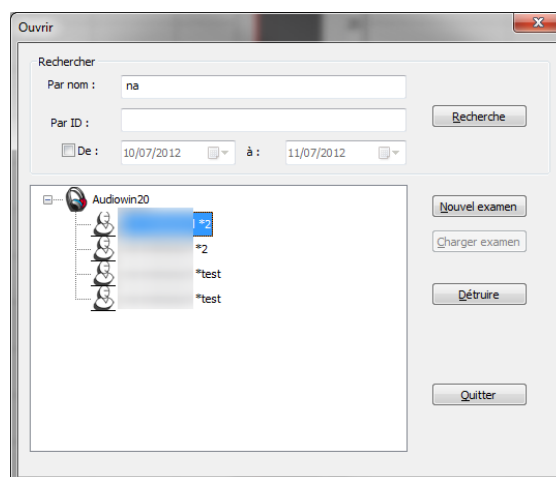 Ouvrir
Rechercher
Par nom : na
Par ID :
Recherche
De : 10/07/2012 à : 11/07/2012
Audiowin20
*2
*2
*test
*test
Nouvel examen
Charger examen
Détruire
Quitter